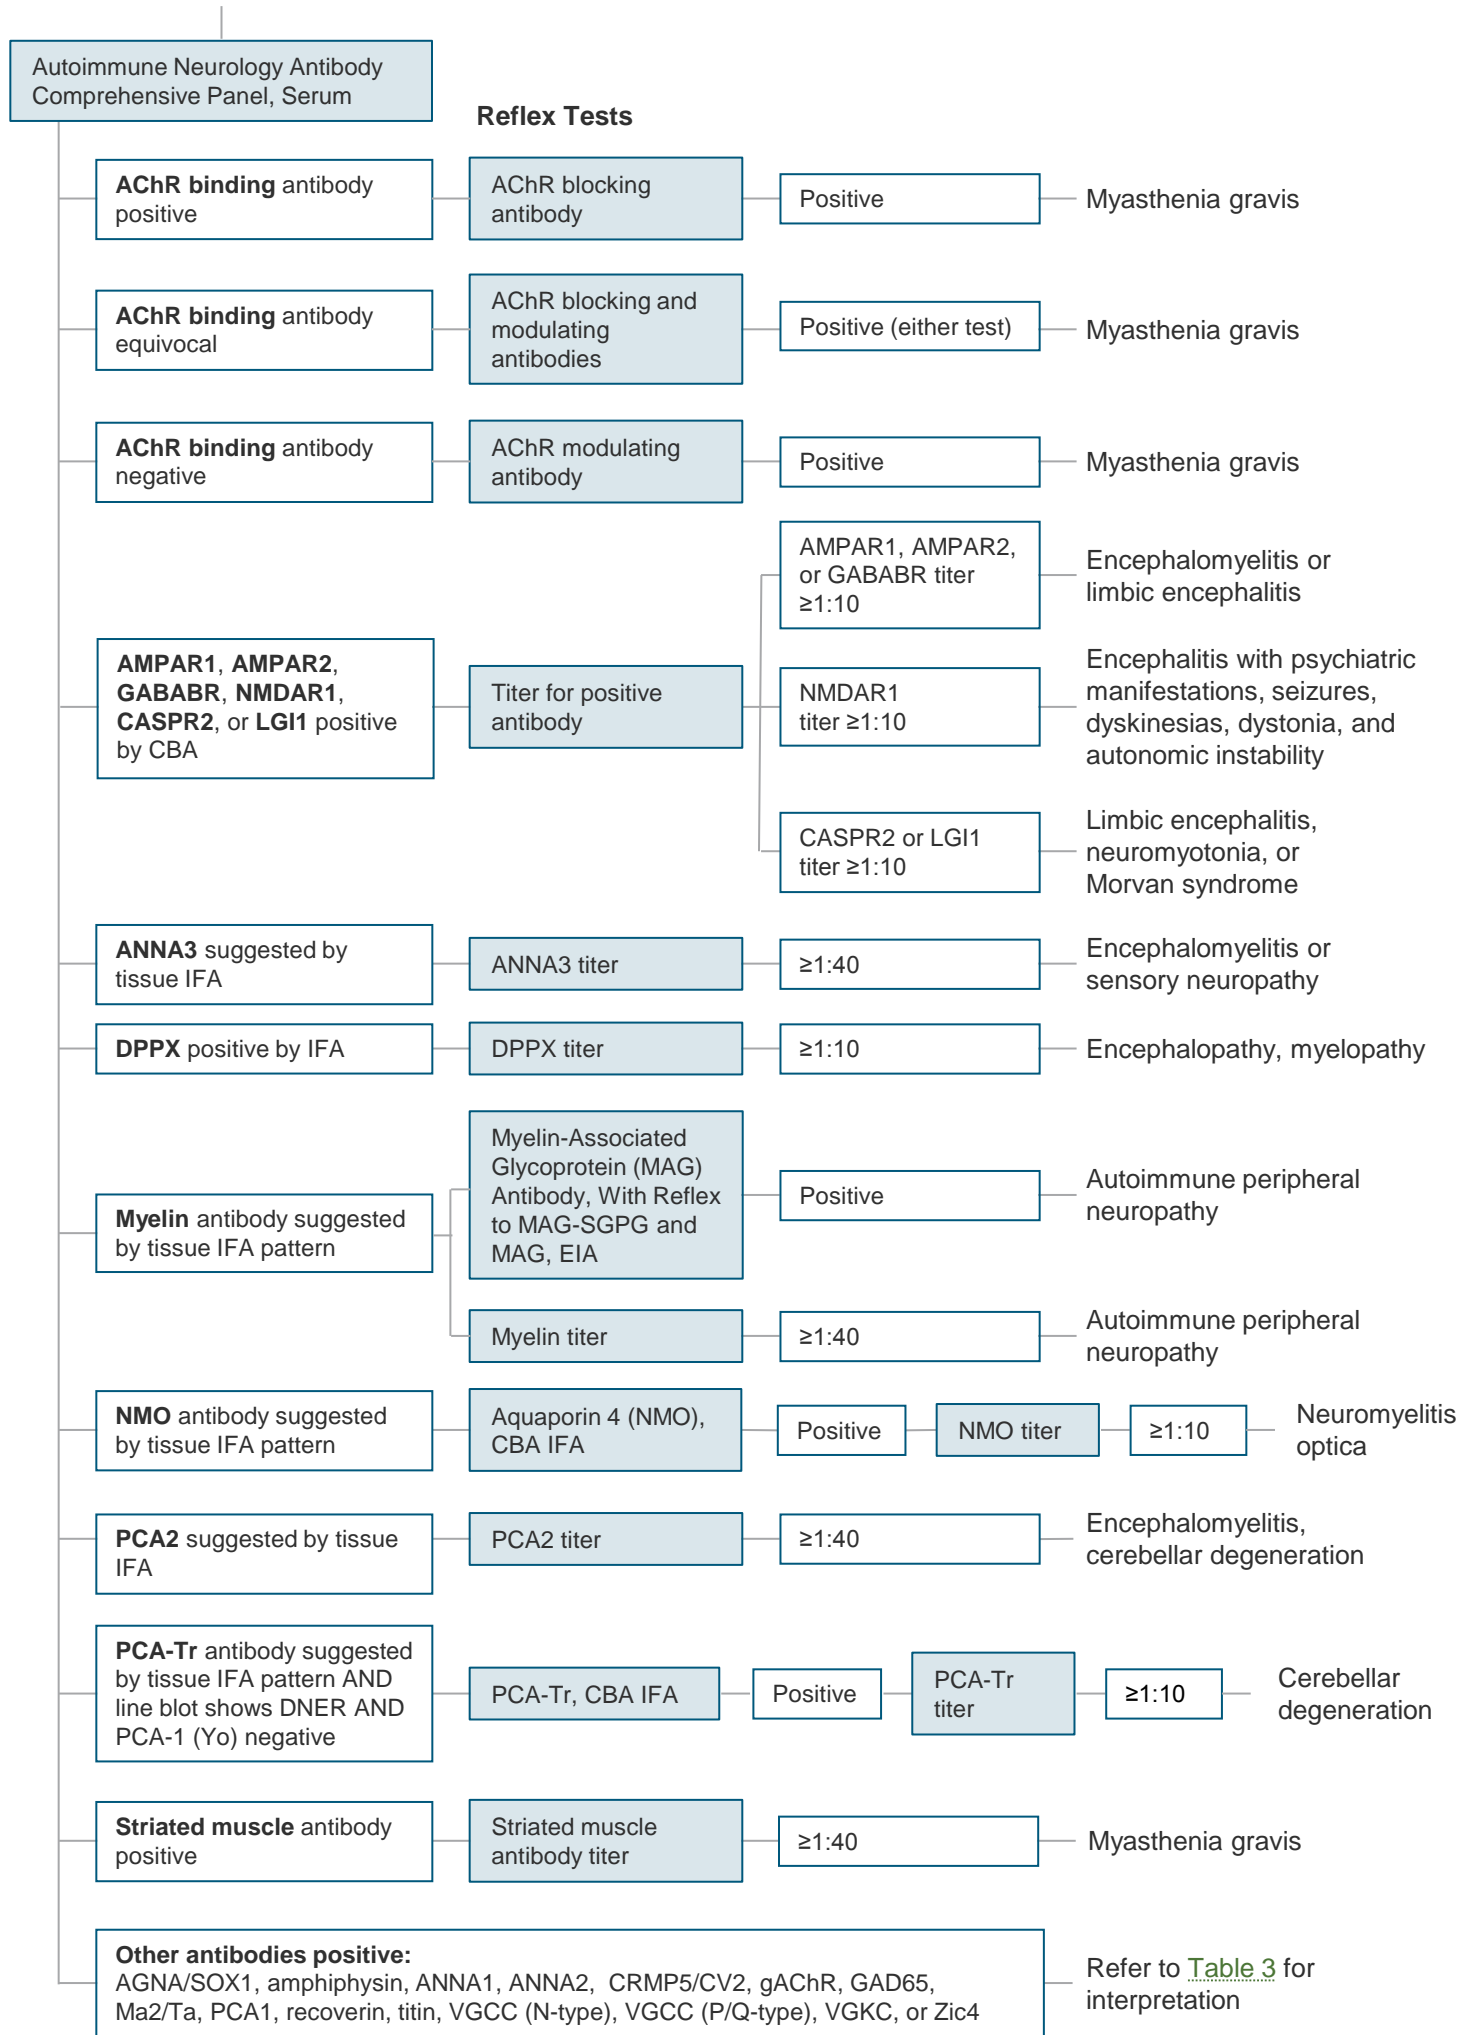 Autoimmune Neurology Antibody
Comprehensive Panel, Serum
Reflex Tests
AChR binding antibody
positive
AChR blocking
antibody
Positive
Myasthenia gravis
AChR binding antibody
equivocal
AChR blocking and
modulating
antibodies
Positive (either test)
Myasthenia gravis
AChR binding antibody
negative
AChR modulating
antibody
Positive
Myasthenia gravis
AMPAR1, AMPAR2,
GABABR, NMDAR1,
CASPR2, or LGI1 positive
by CBA
Titer for positive
antibody
AMPAR1, AMPAR2,
or GABABR titer
≥1:10
Encephalomyelitis or
limbic encephalitis
NMDAR1
titer ≥1:10
Encephalitis with psychiatric
manifestations, seizures,
dyskinesias, dystonia, and
autonomic instability
CASPR2 or LGI1
titer ≥1:10
Limbic encephalitis,
neuromyotonia, or
Morvan syndrome
ANNA3 suggested by
tissue IFA
ANNA3 titer
≥1:40
Encephalomyelitis or
sensory neuropathy
DPPX positive by IFA
DPPX titer
≥1:10
Encephalopathy, myelopathy
Myelin antibody suggested
by tissue IFA pattern
Myelin-Associated
Glycoprotein (MAG)
Antibody, With Reflex
to MAG-SGPG and
MAG, EIA
Positive
Autoimmune peripheral
neuropathy
Myelin titer
≥1:40
Autoimmune peripheral
neuropathy
NMO antibody suggested
by tissue IFA pattern
Aquaporin 4 (NMO),
CBA IFA
Positive
NMO titer
≥1:10
Neuromyelitis
optica
PCA2 suggested by tissue
IFA
PCA2 titer
≥1:40
Encephalomyelitis,
cerebellar degeneration
PCA-Tr antibody suggested
by tissue IFA pattern AND
line blot shows DNER AND
PCA-1 (Yo) negative
PCA-Tr, CBA IFA
Positive
PCA-Tr
titer
≥1:10
Cerebellar
degeneration
Striated muscle antibody
positive
Striated muscle
antibody titer
≥1:40
Myasthenia gravis
Other antibodies positive:
AGNA/SOX1, amphiphysin, ANNA1, ANNA2, CRMP5/CV2, gAChR, GAD65,
Ma2/Ta, PCA1, recoverin, titin, VGCC (N-type), VGCC (P/Q-type), VGKC, or Zic4
Refer to Table 3 for
interpretation